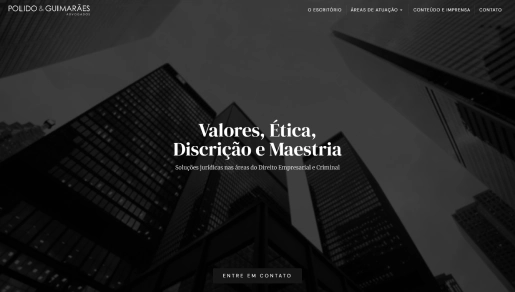 POLIDO & GUIMARÃES
ADVOGADOS
O ESCRITÓRIO
ÁREAS DE ATUAÇÃO
CONTEÚDO E IMPRENSA
CONTATO
Valores, Ética,
Discrição e Maestria
Soluções jurídicas nas áreas do Direito Empresarial e Criminal
ENTRE EM CONTATO